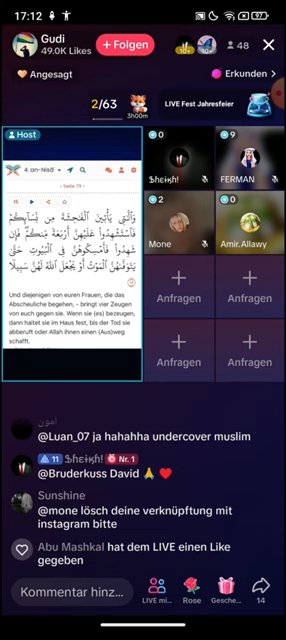 17:12
97
Gudi
49.0K Likes
+ Folgen
10+
10+
48
Angesagt
Erkunden >
2/63
3h00m
LIVE Fest Jahresfeier
Host
4. an-Nisāʾ
- Seite 79 -
وَٱلَّـٰتِى يَأْتِينَ ٱلْفَـٰحِشَةَ مِن نِّسَآئِكُمْ
فَٱسْتَشْهِدُوا۟ عَلَيْهِنَّ أَرْبَعَةً مِّنكُمْ ۖ فَإِن
شَهِدُوا۟ فَأَمْسِكُوهُنَّ فِى ٱلْبُيُوتِ حَتَّىٰ
يَتَوَفَّىٰهُنَّ ٱلْمَوْتُ أَوْ يَجْعَلَ ٱللَّهُ لَهُنَّ سَبِيلًا
Und diejenigen von euren Frauen, die das
Abscheuliche begehen, - bringt vier Zeugen
von euch gegen sie. Wenn sie (es) bezeugen,
dann haltet sie im Haus fest, bis der Tod sie
abberuft oder Allah ihnen einen (Aus)weg
schafft.
0
9
FERMAN
2
Mone
0
Amir.Allawy
Anfragen
Anfragen
Anfragen
Anfragen
امون
@Luan_07 ja hahahha undercover muslim
11
Nr. 1
@Bruderkuss David 🙏 ❤️
Sunshine
@mone lösch deine verknüpftung mit
instagram bitte
Abu Mashkal hat dem LIVE einen Like
gegeben
Kommentar hinz...
LIVE mi...
Rose
Gesche...
14